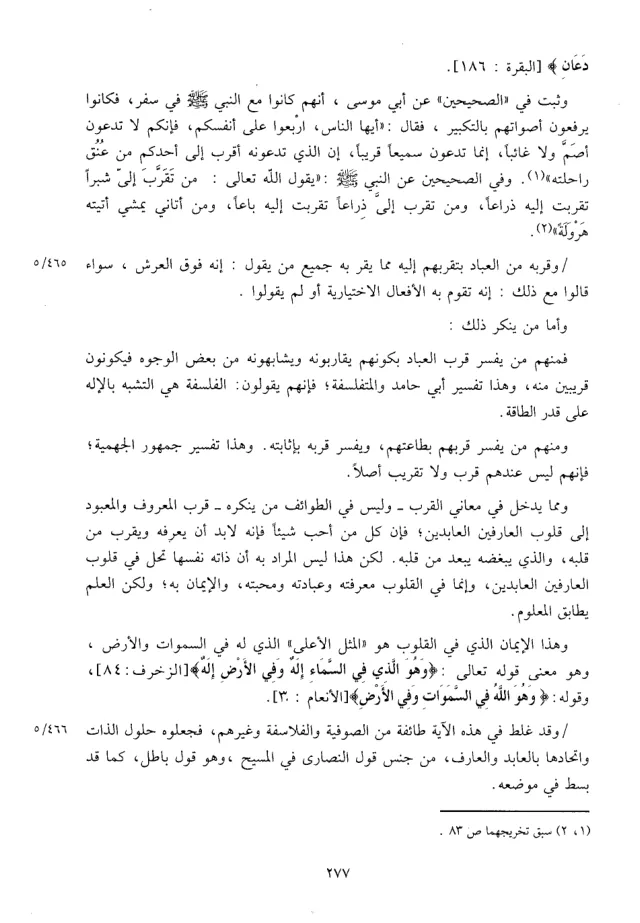 دَعَانِ ﴾ [البقرة : ١٨٦].
وثبت في «الصحيحين» عن أبي موسى ، أنهم كانوا مع النبي ﷺ في سفر، فكانوا
يرفعون أصواتهم بالتكبير ، فقال : «أيها الناس، ارْبعوا على أنفسكم، فإنكم لا تدعون
أصَمَّ ولا غائباً، إنما تدعون سميعاً قريباً، إن الذي تدعونه أقرب إلى أحدكم من عنُق
راحلته»(١). وفي الصحيحين عن النبي ﷺ :«يقول الله تعالى : من تَقَرَّبَ إلىّ شبراً
تقربت إليه ذراعاً، ومن تقرب إلىَّ ذراعاً تقربت إليه باعاً، ومن أتاني يمشي أتيته
هَرْولَة»(٢).
/ وقربه من العباد بتقربهم إليه مما يقر به جميع من يقول : إنه فوق العرش ، سواء ٥/٤٦٥
قالوا مع ذلك : إنه تقوم به الأفعال الاختيارية أو لم يقولوا .
وأما من ينكر ذلك :
فمنهم من يفسر قرب العباد بكونهم يقاربونه ويشابهونه من بعض الوجوه فيكونون
قريبين منه، وهذا تفسير أبي حامد والمتفلسفة؛ فإنهم يقولون: الفلسفة هي التشبه بالإله
على قدر الطاقة.
ومنهم من يفسر قربهم بطاعتهم، ويفسر قربه بإثابته. وهذا تفسير جمهور الجهمية؛
فإنهم ليس عندهم قرب ولا تقريب أصلاً.
ومما يدخل في معاني القرب ـ وليس في الطوائف من ينكره ـ قرب المعروف والمعبود
إلى قلوب العارفين العابدين؛ فإن كل من أحب شيئاً فإنه لابد أن يعرفه ويقرب من
قلبه، والذي يبغضه يبعد من قلبه. لكن هذا ليس المراد به أن ذاته نفسها تحل في قلوب
العارفين العابدين، وإنما في القلوب معرفته وعبادته ومحبته، والإيمان به؛ ولكن العلم
يطابق المعلوم.
وهذا الإيمان الذي في القلوب هو «المثل الأعلى» الذي له في السموات والأرض ،
وهو معنى قوله تعالى :﴿وَهُوَ الَّذِي فِي السَّمَاءِ إِلَهٌ وَفِي الأَرْضِ إِلَهٌ﴾[الزخرف: ٨٤]،
وقوله: ﴿ وَهُوَ اللَّهُ فِي السَّمَوَاتِ وَفِي الأَرْضِ﴾[الأنعام : ٣].
/ وقد غلط في هذه الآية طائفة من الصوفية والفلاسفة وغيرهم، فجعلوه حلول الذات ٥/٤٦٦
واتحادها بالعابد والعارف، من جنس قول النصارى في المسيح ،وهو قول باطل، كما قد
بسط في موضعه.
(١، ٢) سبق تخريجهما ص ٨٣ .
٢٧٧